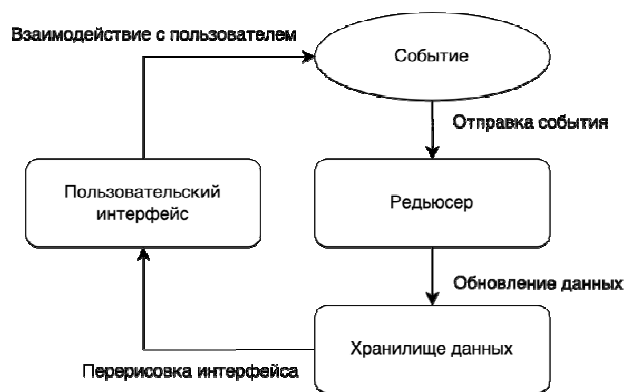 Взаимодействие с пользователем
Событие
Отправка события
Пользовательский
интерфейс
Редьюсер
Обновление данных
Хранилище данных
Перерисовка интерфейса